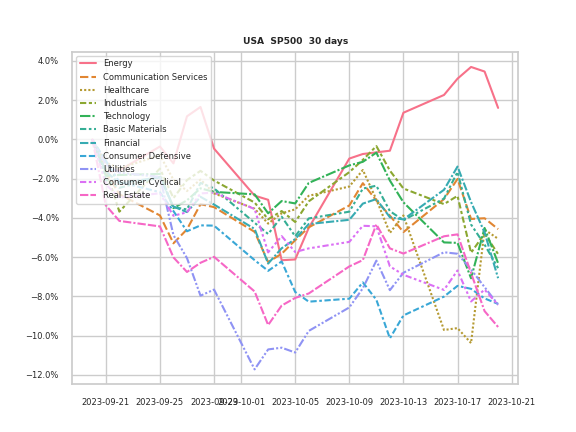 USA SP500 30 days
4.0%
2.0%
0.0%
−2.0%
−4.0%
−6.0%
−8.0%
−10.0%
−12.0%
Energy
Communication Services
Healthcare
Industrials
Technology
Basic Materials
Financial
Consumer Defensive
Utilities
Consumer Cyclical
Real Estate
2023-09-21 2023-09-25 2023-09-29 2023-10-01 2023-10-05 2023-10-09 2023-10-13 2023-10-17 2023-10-21